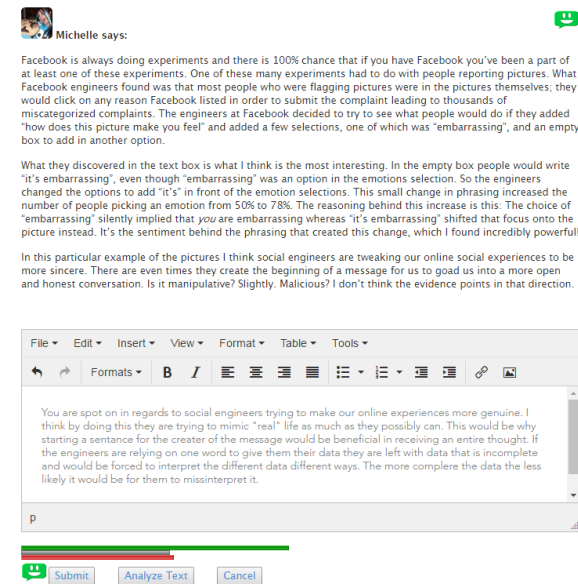 Michelle says:
Facebook is always doing experiments and there is 100% chance that if you have Facebook you've been a part of
at least one of these experiments. One of these many experiments had to do with people reporting pictures. What
Facebook engineers found was that most people who were flagging pictures were in the pictures themselves; they
would click on any reason Facebook listed in order to submit the complaint leading to thousands of
miscategorized complaints. The engineers at Facebook decided to try to see what people would do if they added
"how does this picture make you feel" and added a few selections, one of which was "embarrassing", and an empty
box to add in another option.
What they discovered in the text box is what I think is the most interesting. In the empty box people would write
"it's embarrassing", even though "embarrassing" was an option in the emotions selection. So the engineers
changed the options to add "it's" in front of the emotion selections. This small change in phrasing increased the
number of people picking an emotion from 50% to 78%. The reasoning behind this increase is this: The choice of
"embarrassing" silently implied that you are embarrassing whereas "it's embarrassing" shifted that focus onto the
picture instead. It's the sentiment behind the phrasing that created this change, which I found incredibly powerful!
In this particular example of the pictures I think social engineers are tweaking our online social experiences to be
more sincere. There are even times they create the beginning of a message for us to goad us into a more open
and honest conversation. Is it manipulative? Slightly. Malicious? I don't think the evidence points in that direction.
File Edit Insert View Format Table Tools
Formats B I
You are spot on in regards to social engineers trying to make our online experiences more genuine. I
think by doing this they are trying to mimic "real" life as much as they possibly can. This would be why
starting a sentance for the creater of the message would be beneficial in receiving an entire thought. If
the engineers are relying on one word to give them their data they are left with data that is incomplete
and would be forced to interpret the different data different ways. The more complere the data the less
likely it would be for them to missinterpret it.
p
Submit Analyze Text Cancel